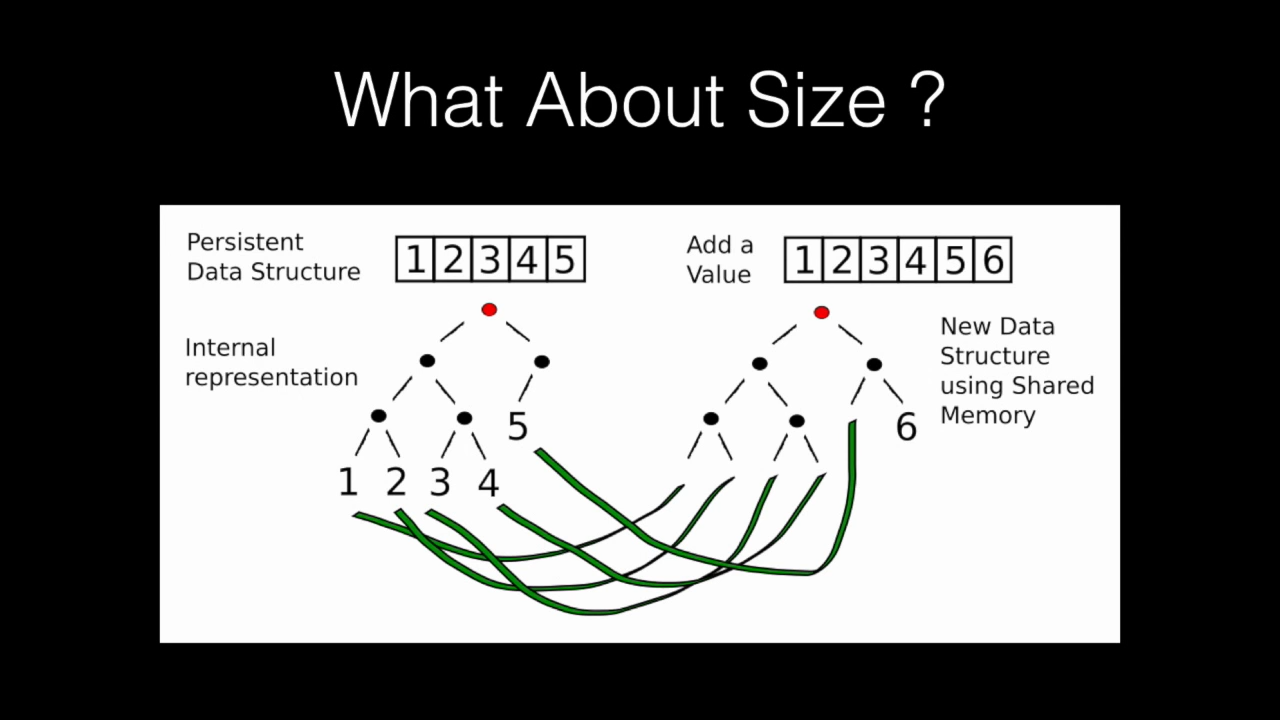 What About Size ?
Persistent
Data Structure
1 2 3 4 5
Add a
Value
1 2 3 4 5 6
Internal
representation
New Data
Structure
using Shared
Memory
5
6
1 2 3 4